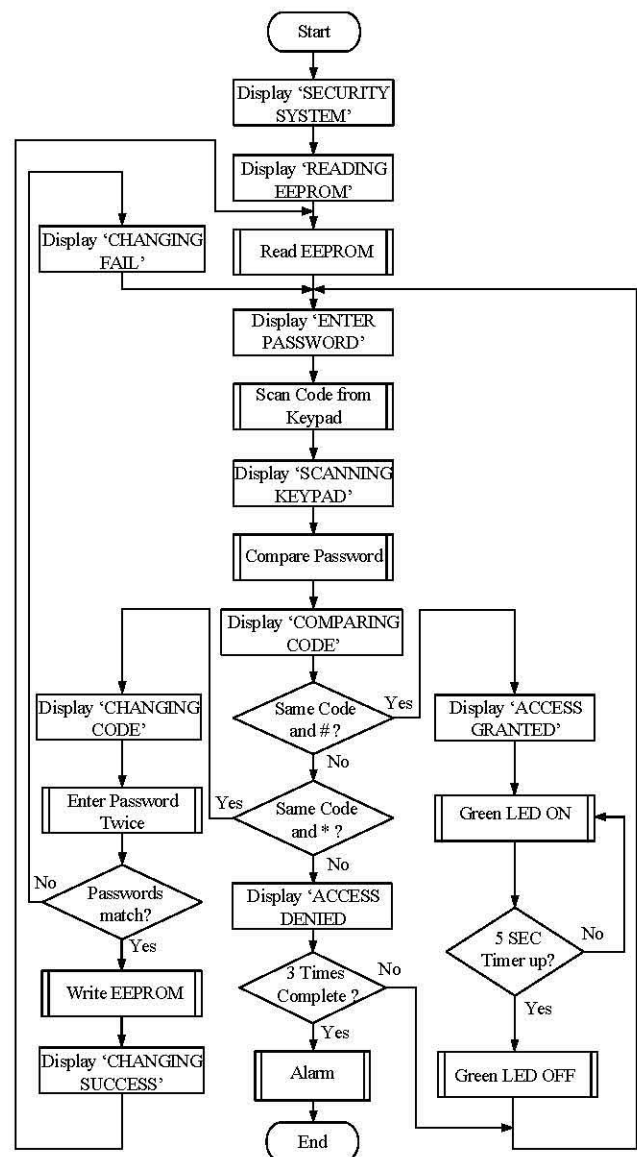 Start
Display ‘SECURITY
SYSTEM’
Display ‘READING
EEPROM’
Display ‘CHANGING
FAIL’
Read EEPROM
Display ‘ENTER
PASSWORD’
Scan Code from
Keypad
Display ‘SCANNING
KEYPAD’
Compare Password
Display ‘COMPARING
CODE’
Same Code
and # ?
Yes
No
Display ‘ACCESS
GRANTED’
Green LED ON
5 SEC
Timer up?
No
Yes
Green LED OFF
Same Code
and * ?
Yes
No
Display ‘CHANGING
CODE’
Enter Password
Twice
Passwords
match?
No
Yes
Write EEPROM
Display ‘CHANGING
SUCCESS’
Display ‘ACCESS
DENIED
3 Times
Complete ?
No
Yes
Alarm
End